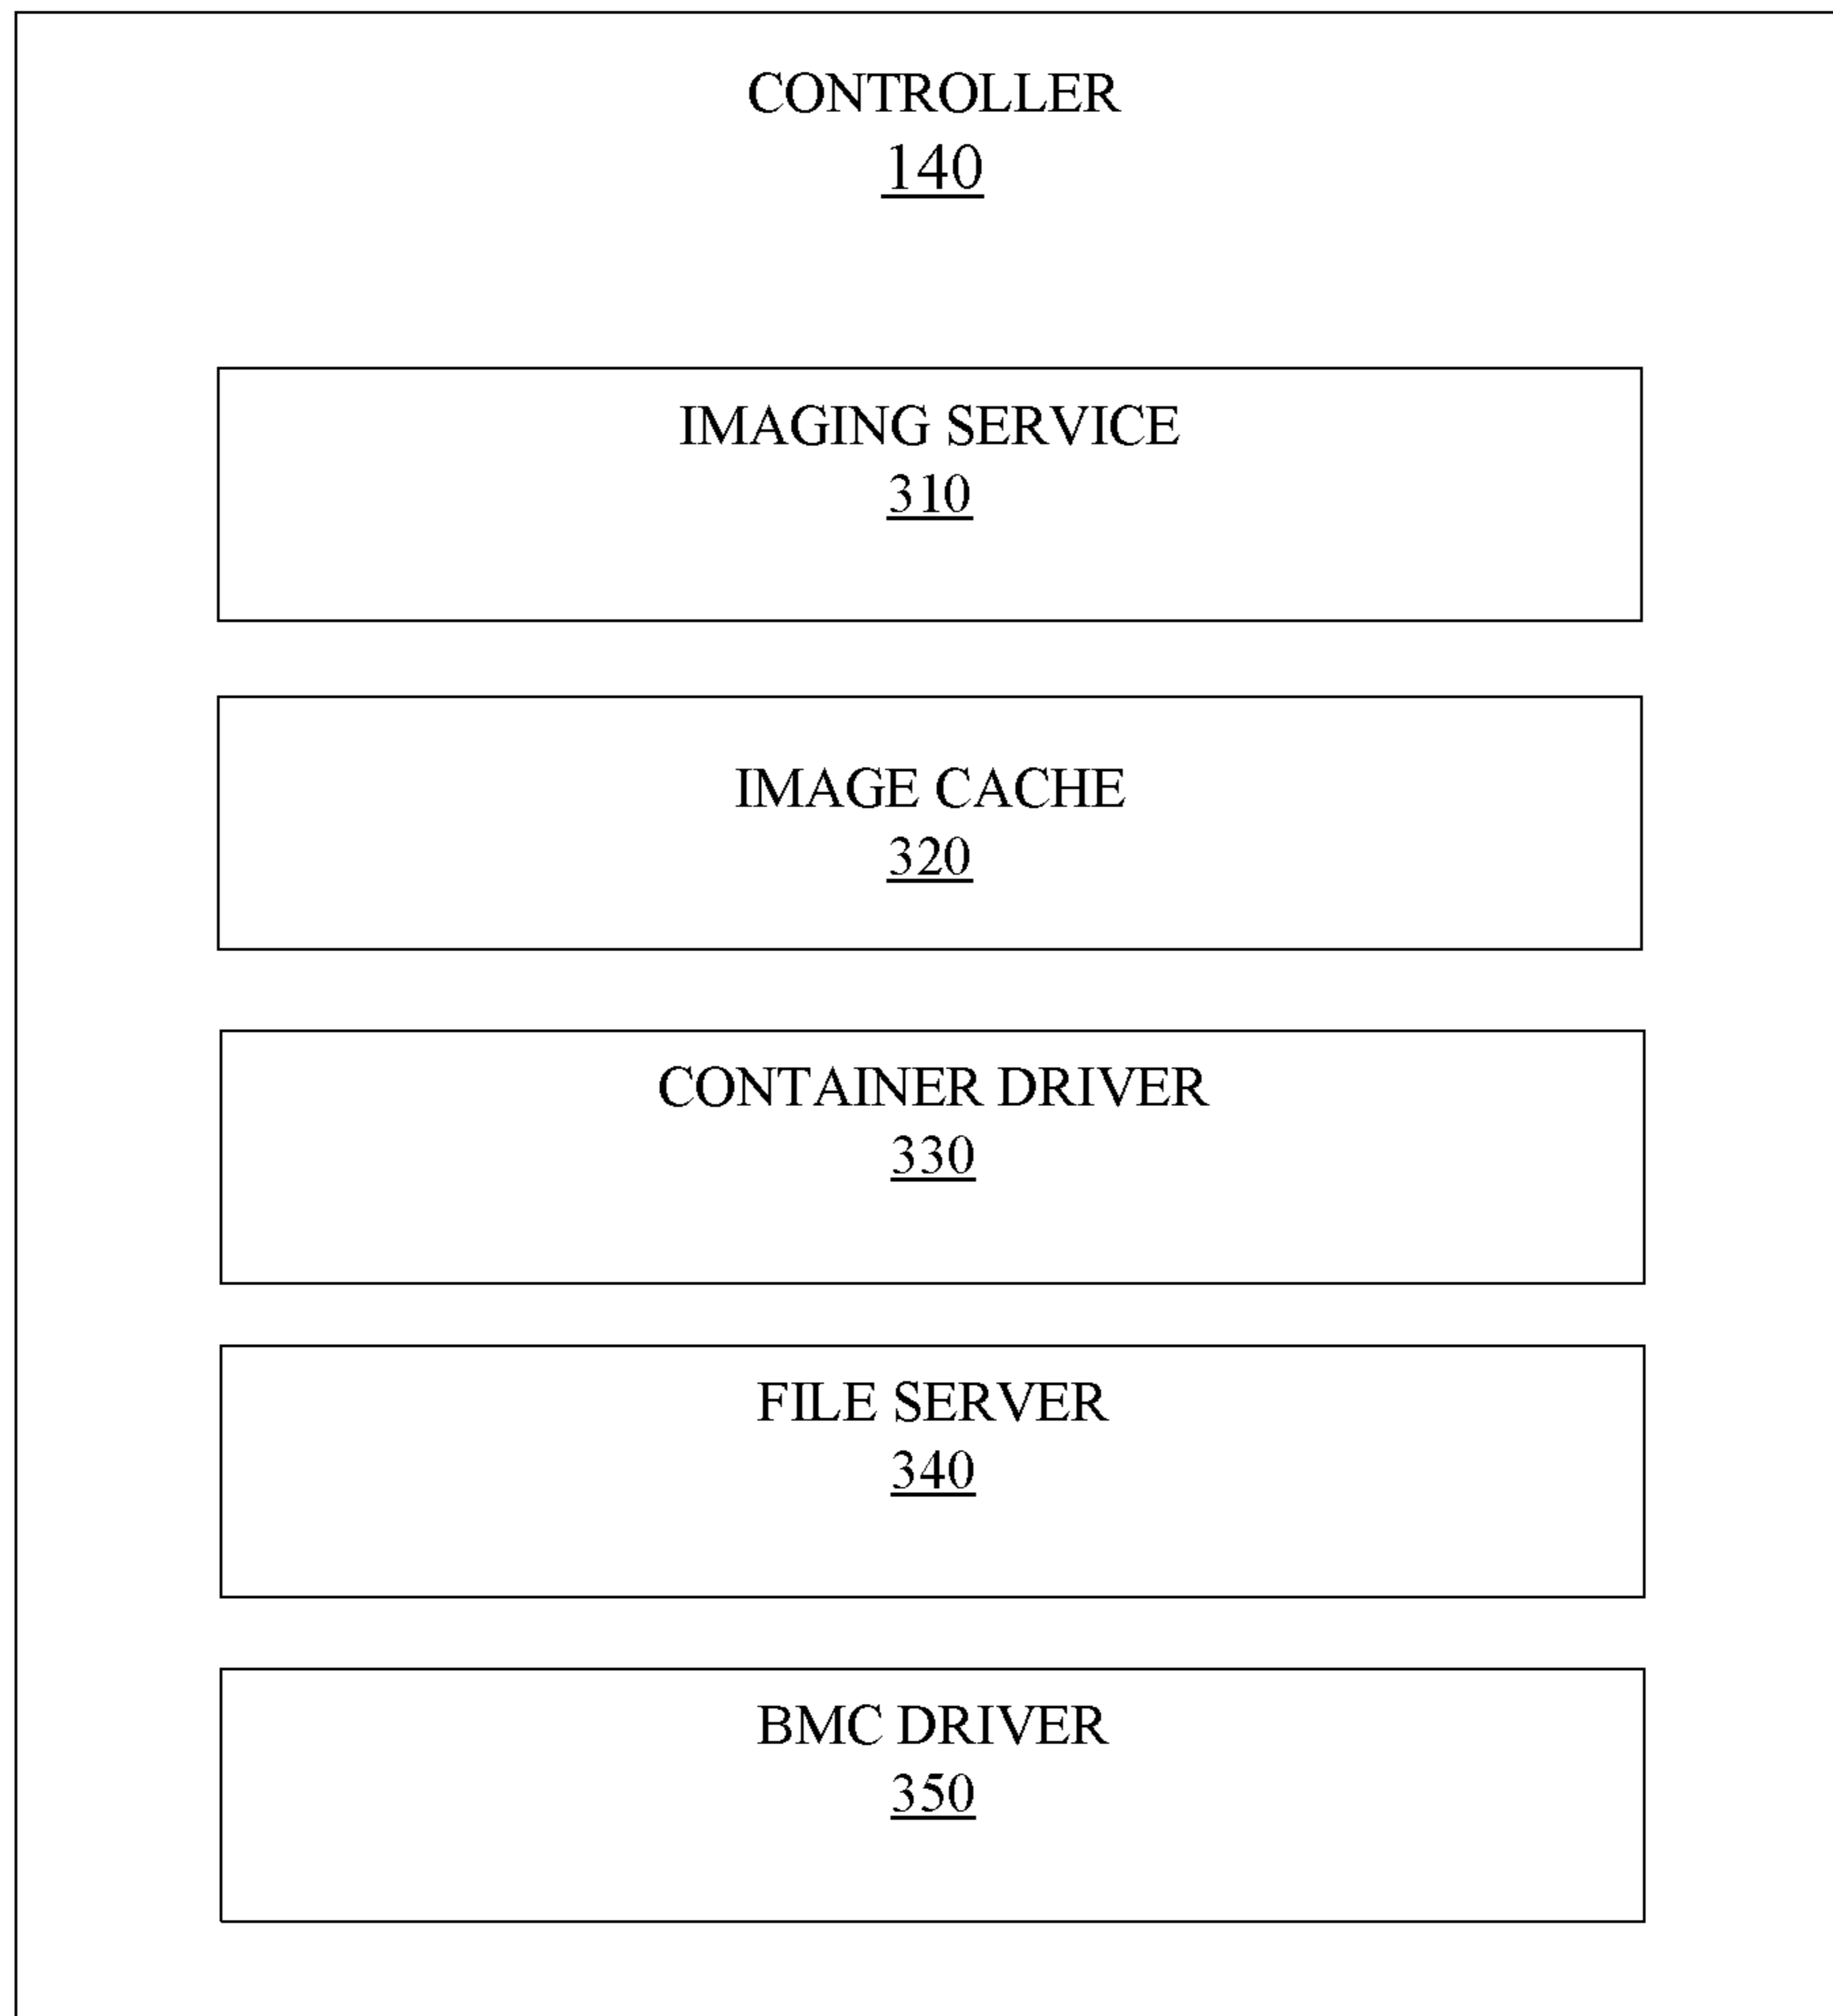 CONTROLLER
140
IMAGING SERVICE
310
IMAGE CACHE
320
CONTAINER DRIVER
330
FILE SERVER
340
BMC DRIVER
350